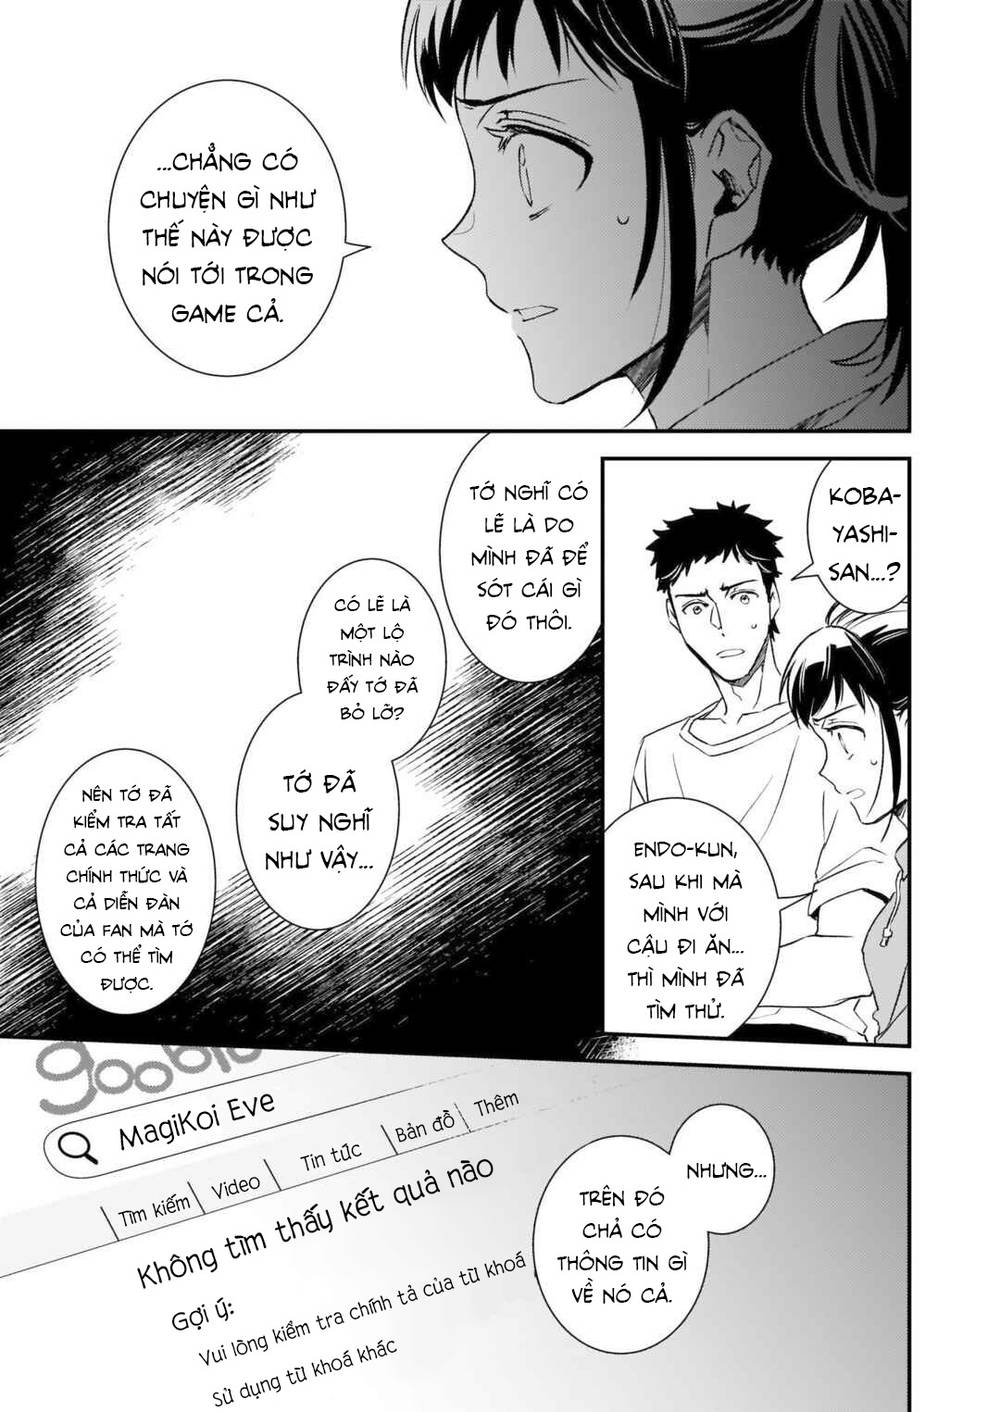 ...CHẲNG CÓ
CHUYỆN GÌ NHƯ
THẾ NÀY ĐƯỢC
NÓI TỚI TRONG
GAME CẢ.
KOBA-
YASHI-
SAN...?
ENDO-KUN,
SAU KHI MÀ
MÌNH VỚI
CẬU ĐI ĂN...
THÌ MÌNH ĐÃ
TÌM THỬ.
TỚ NGHĨ CÓ
LẼ LÀ DO
MÌNH ĐÃ ĐỂ
SÓT CÁI GÌ
ĐÓ THÔI.
CÓ LẼ LÀ
MỘT LỘ
TRÌNH NÀO
ĐẤY TỚ ĐÃ
BỎ LỠ?
TỚ ĐÃ
SUY NGHĨ
NHƯ VẬY...
NÊN TỚ ĐÃ
KIỂM TRA TẤT
CẢ CÁC TRANG
CHÍNH THỨC VÀ
CẢ DIỄN ĐÀN
CỦA FAN MÀ TỚ
CÓ THỂ TÌM
ĐƯỢC.
NHƯNG...
TRÊN ĐÓ
CHẢ CÓ
THÔNG TIN GÌ
VỀ NÓ CẢ.
MagiKoi Eve
Tìm kiếm Video Tin tức Bản đồ Thêm
Không tìm thấy kết quả nào
Gợi ý:
Vui lòng kiểm tra chính tả của từ khoá
Sử dụng từ khoá khác